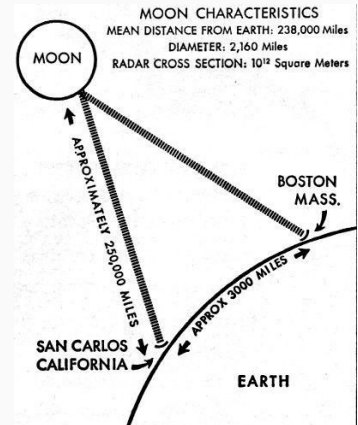 MOON CHARACTERISTICS
MEAN DISTANCE FROM EARTH: 238,000 Miles
DIAMETER: 2,160 Miles
RADAR CROSS SECTION: 10¹² Square Meters
MOON
APPROXIMATELY 250,000 MILES
BOSTON
MASS.
APPROX 3000 MILES
SAN CARLOS
CALIFORNIA
EARTH